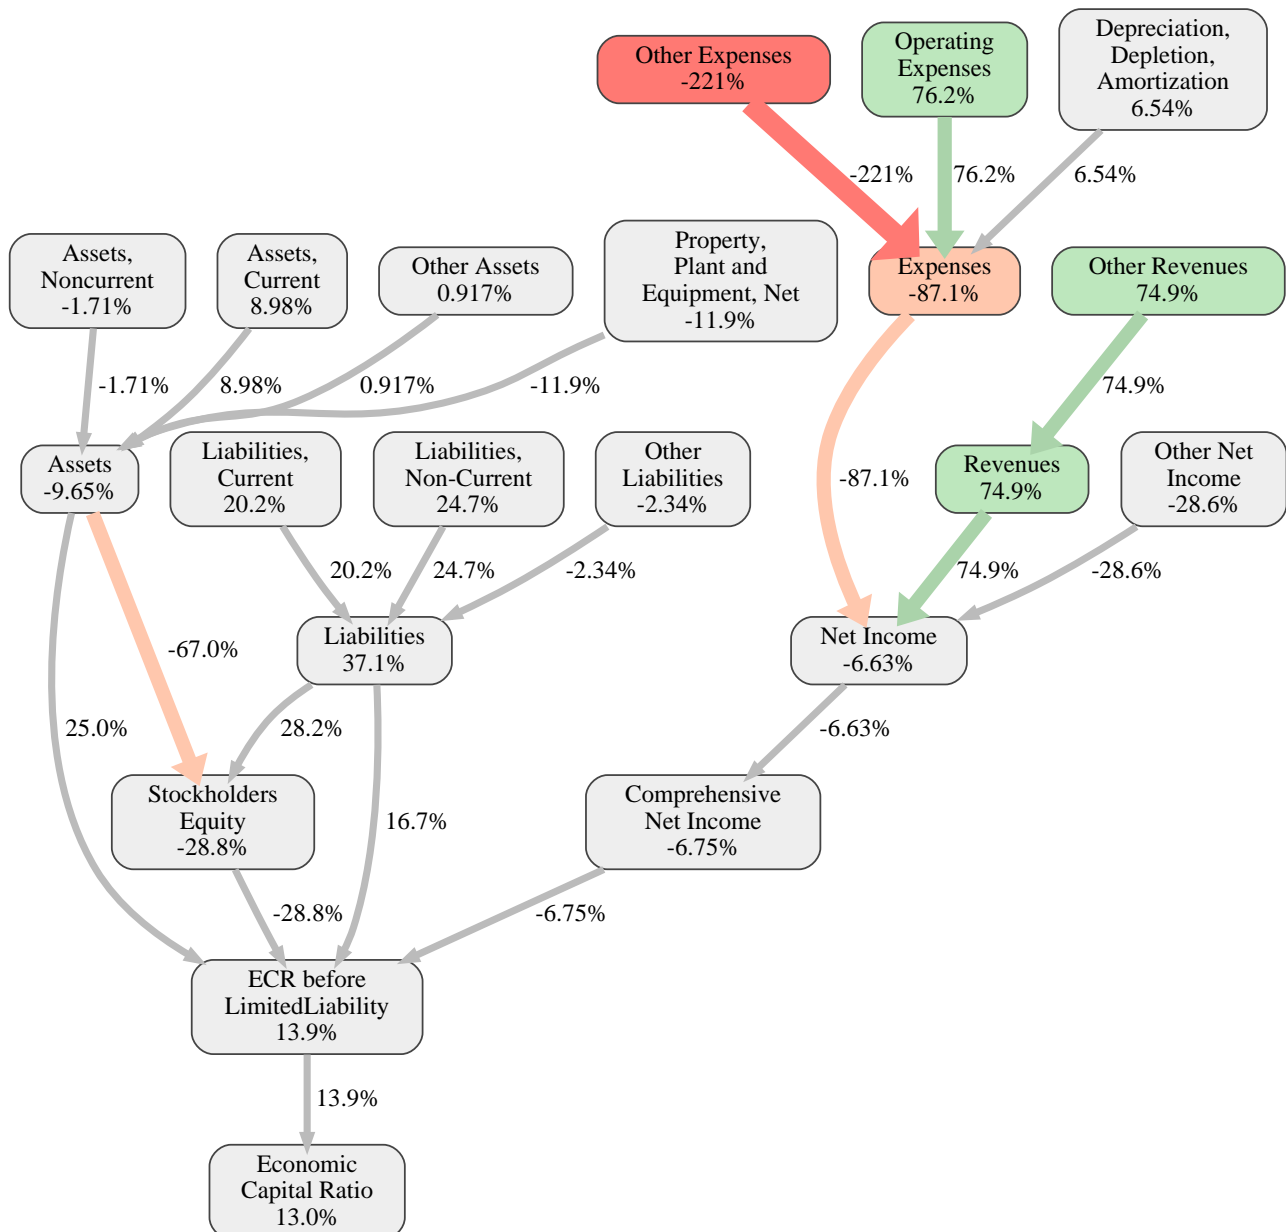 Other Expenses
-221%
Operating
Expenses
76.2%
Depreciation,
Depletion,
Amortization
6.54%
-221%
76.2%
6.54%
Assets,
Noncurrent
-1.71%
Assets,
Current
8.98%
Other Assets
0.917%
Property,
Plant and
Equipment, Net
-11.9%
Expenses
-87.1%
Other Revenues
74.9%
-1.71%
8.98%
0.917%
-11.9%
74.9%
Assets
-9.65%
Liabilities,
Current
20.2%
Liabilities,
Non-Current
24.7%
Other
Liabilities
-2.34%
-87.1%
Revenues
74.9%
Other Net
Income
-28.6%
20.2%
24.7%
-2.34%
74.9%
-28.6%
-67.0%
Liabilities
37.1%
Net Income
-6.63%
25.0%
28.2%
-6.63%
Stockholders
Equity
-28.8%
16.7%
Comprehensive
Net Income
-6.75%
-28.8%
-6.75%
ECR before
LimitedLiability
13.9%
13.9%
Economic
Capital Ratio
13.0%